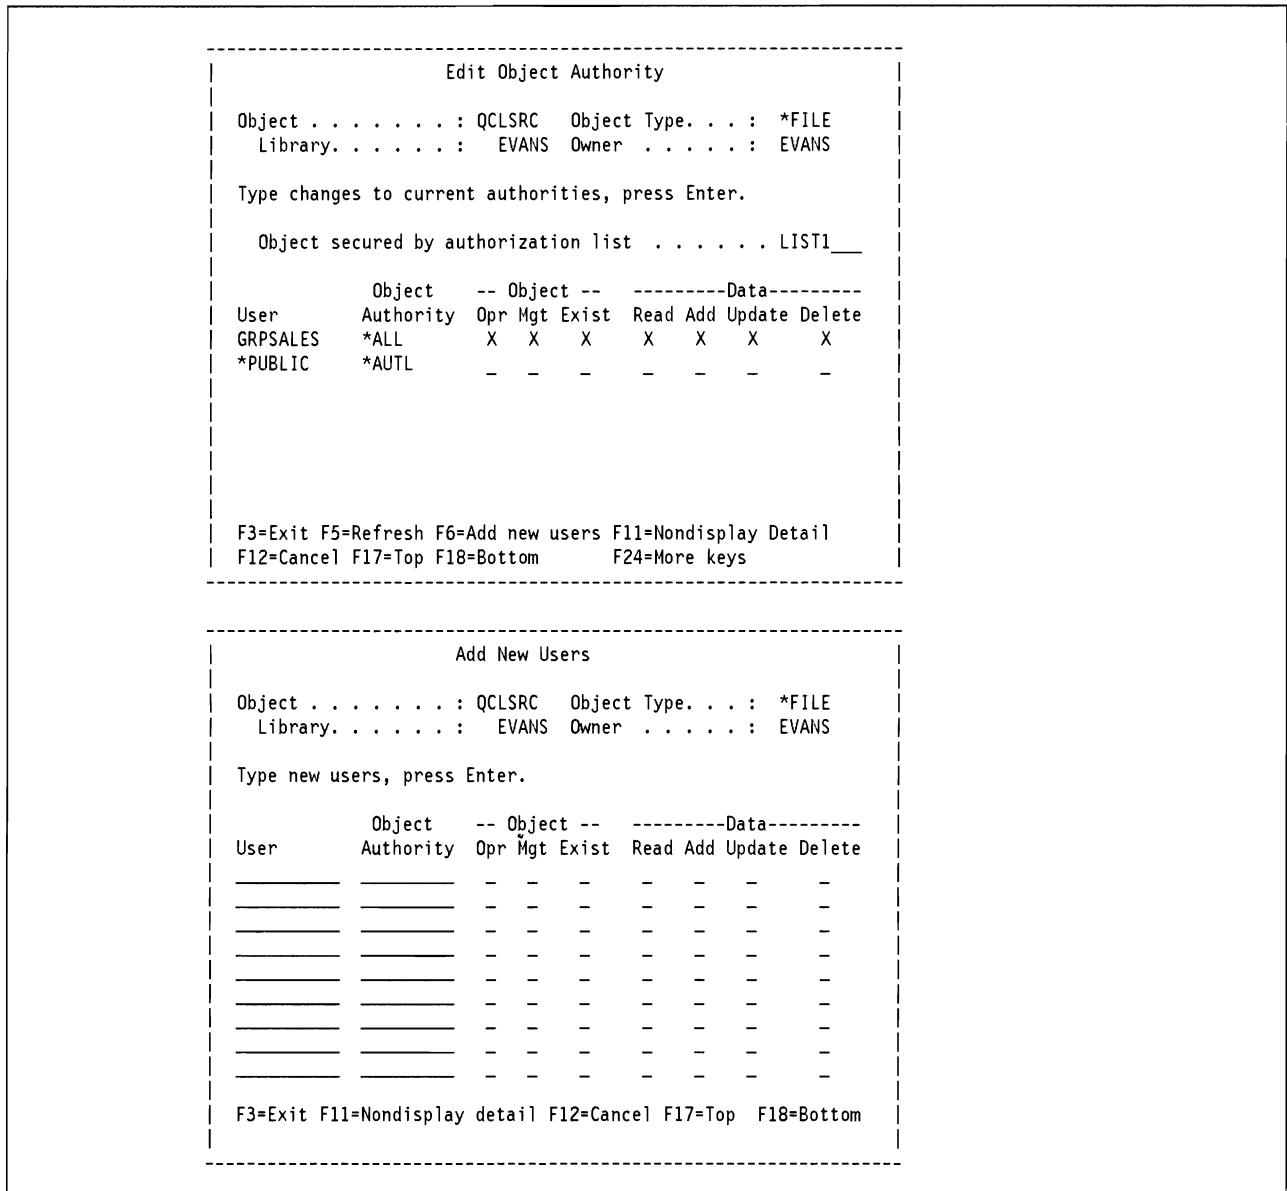 Edit Object Authority
Object . . . . . . . : QCLSRC Object Type. . . : *FILE
Library. . . . . . : EVANS Owner . . . . . : EVANS
Type changes to current authorities, press Enter.
Object secured by authorization list . . . . . . LIST1___
Object -- Object -- ---------Data---------
User Authority Opr Mgt Exist Read Add Update Delete
GRPSALES *ALL X X X X X X X
*PUBLIC *AUTL _ _ _ _ _ _ _
F3=Exit F5=Refresh F6=Add new users F11=Nondisplay Detail
F12=Cancel F17=Top F18=Bottom F24=More keys
Add New Users
Object . . . . . . . : QCLSRC Object Type. . . : *FILE
Library. . . . . . : EVANS Owner . . . . . : EVANS
Type new users, press Enter.
Object -- Object -- ---------Data---------
User Authority Opr Mgt Exist Read Add Update Delete
F3=Exit F11=Nondisplay detail F12=Cancel F17=Top F18=Bottom